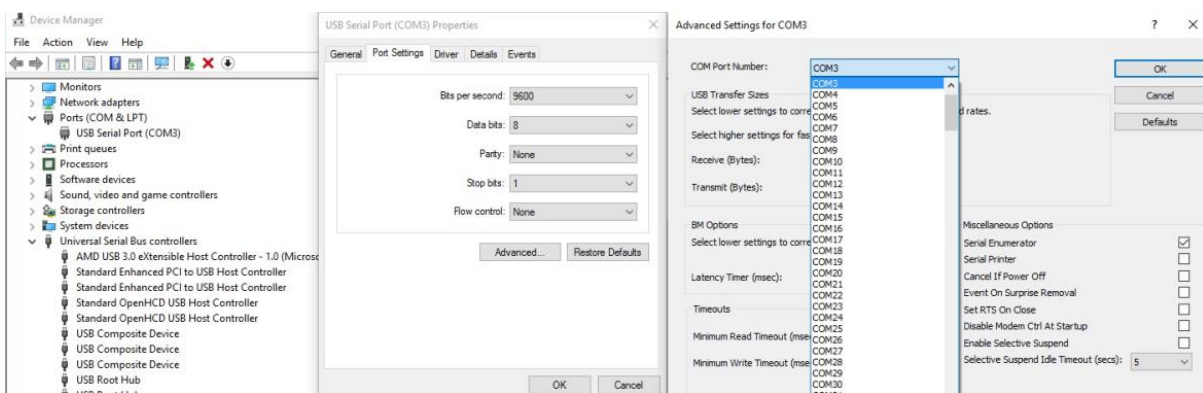 Device Manager
File Action View Help
Monitors
Network adapters
Ports (COM & LPT)
USB Serial Port (COM3)
Print queues
Processors
Software devices
Sound, video and game controllers
Storage controllers
System devices
Universal Serial Bus controllers
AMD USB 3.0 eXtensible Host Controller - 1.0 (Microsc
Standard Enhanced PCI to USB Host Controller
Standard Enhanced PCI to USB Host Controller
Standard OpenHCD USB Host Controller
Standard OpenHCD USB Host Controller
USB Composite Device
USB Composite Device
USB Composite Device
USB Root Hub
USB Serial Port (COM3) Properties
General Port Settings Driver Details Events
Bits per second: 9600
Data bits: 8
Parity: None
Stop bits: 1
Flow control: None
Advanced... Restore Defaults
OK Cancel
Advanced Settings for COM3
COM Port Number: COM3
OK
Cancel
Defaults
USB Transfer Sizes
Select lower settings to corre
d rates.
Select higher settings for fas
Receive (Bytes):
Transmit (Bytes):
BM Options
Select lower settings to corre
Latency Timer (msec):
Timeouts
Minimum Read Timeout (mse
Minimum Write Timeout (mse
COM3
COM4
COM5
COM6
COM7
COM8
COM9
COM10
COM11
COM12
COM13
COM14
COM15
COM16
COM17
COM18
COM19
COM20
COM21
COM22
COM23
COM24
COM25
COM26
COM27
COM28
COM29
COM30
Miscellaneous Options
Serial Enumerator
Serial Printer
Cancel If Power Off
Event On Surprise Removal
Set RTS On Close
Disable Modem Ctrl At Startup
Enable Selective Suspend
Selective Suspend Idle Timeout (secs): 5